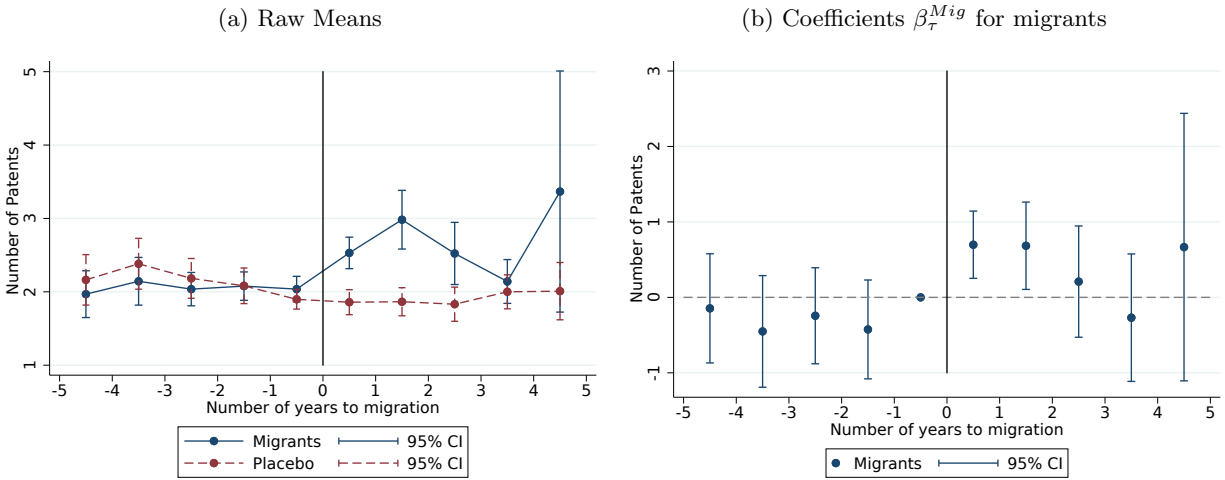 (a) Raw Means
Number of Patents
5
4
3
2
1
-5 -4 -3 -2 -1 0 1 2 3 4 5
Number of years to migration
Migrants 95% CI
Placebo 95% CI
(b) Coefficients β_τ^Mig for migrants
Number of Patents
3
2
1
0
-1
-5 -4 -3 -2 -1 0 1 2 3 4 5
Number of years to migration
Migrants 95% CI